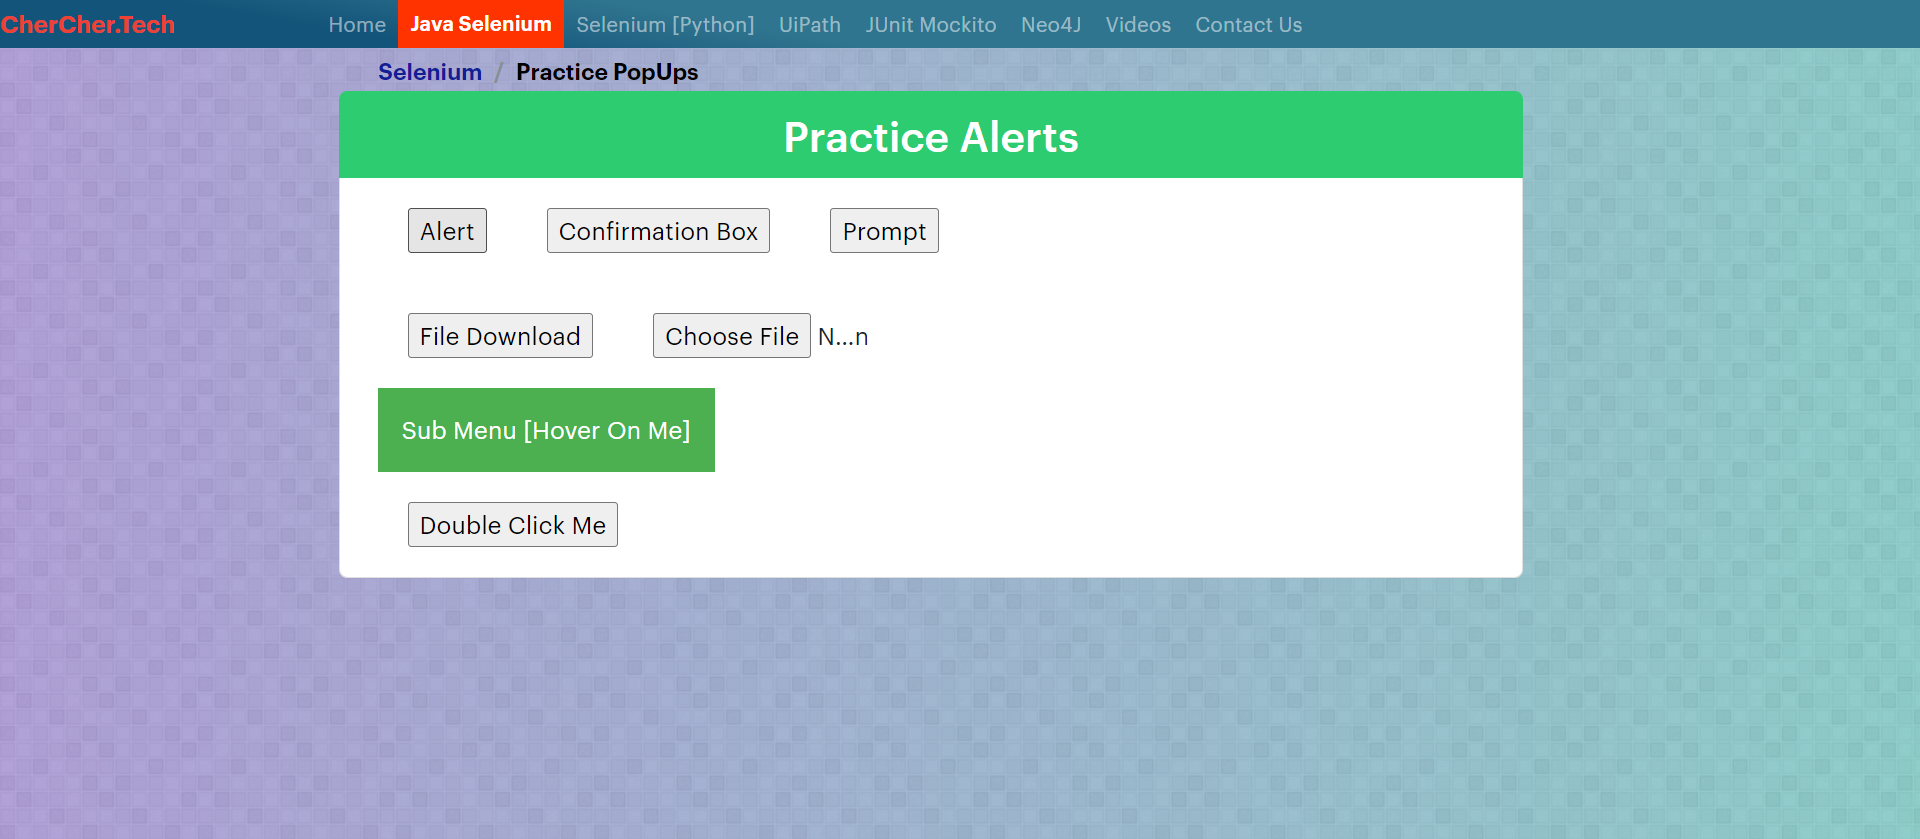 CherCher.Tech Home Java Selenium Selenium [Python] UiPath JUnit Mockito Neo4J Videos Contact Us
Selenium / Practice PopUps
Practice Alerts
Alert Confirmation Box Prompt
File Download Choose File N...n
Sub Menu [Hover On Me]
Double Click Me